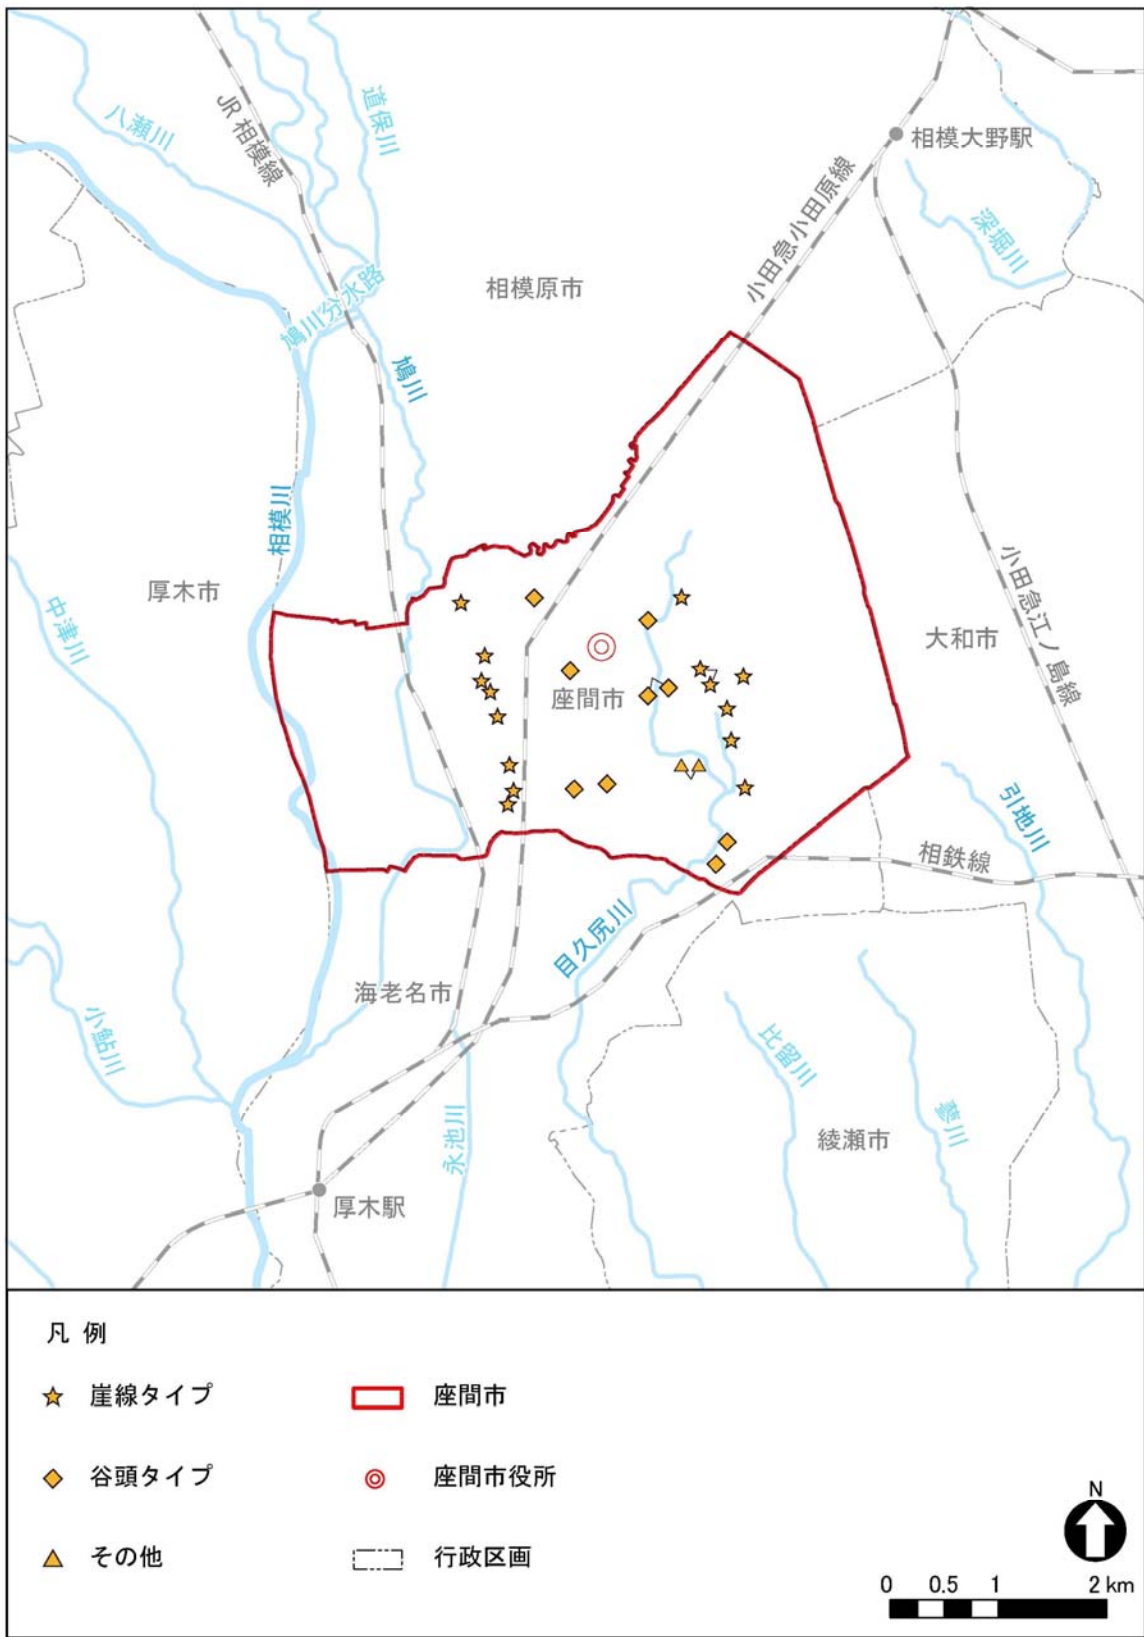 八瀬川
JR 相模線
道保川
相模大野駅
小田急小田原線
深堀川
相模原市
鳩川分水路
鳩川
相模川
厚木市
中津川
小田急江ノ島線
大和市
座間市
引地川
相鉄線
目久尻川
海老名市
小鮎川
比留川
蓼川
永池川
綾瀬市
厚木駅
凡 例
崖線タイプ
座間市
谷頭タイプ
座間市役所
その他
行政区画
N
0 0.5 1 2 km